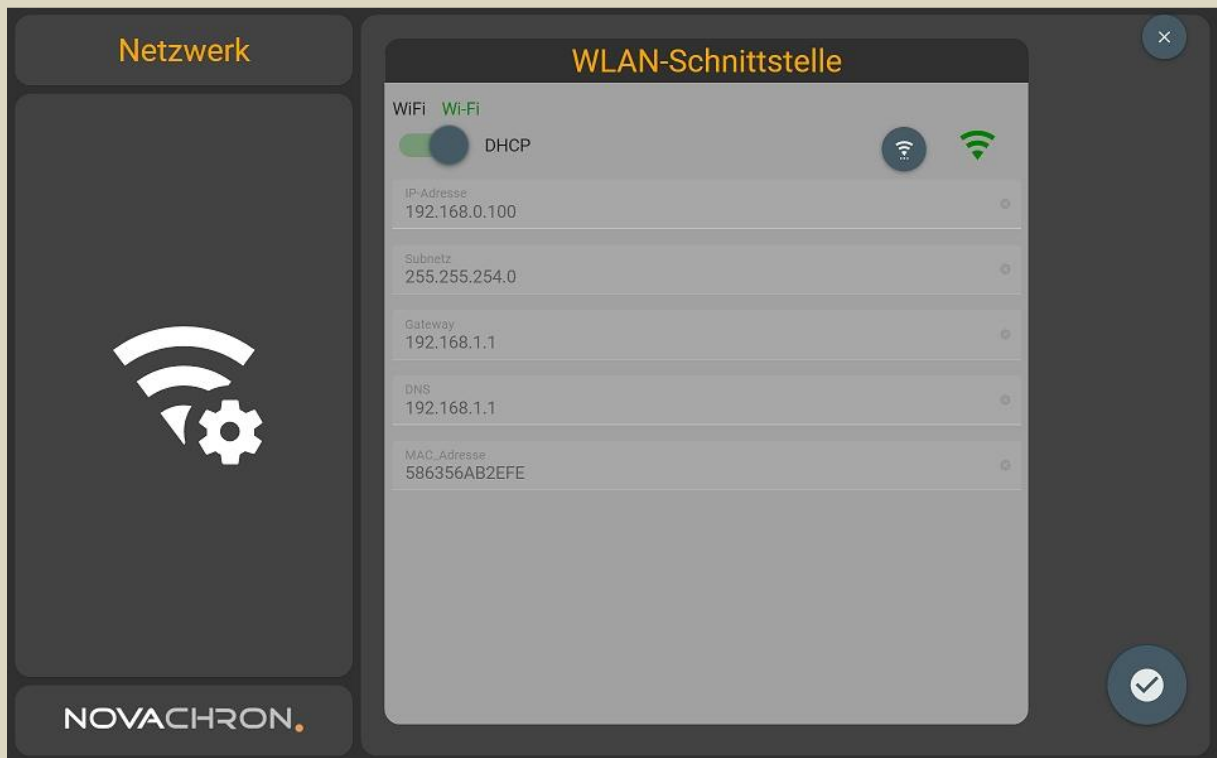 Netzwerk
WLAN-Schnittstelle
WiFi Wi-Fi
DHCP
IP-Adresse
192.168.0.100
Subnetz
255.255.254.0
Gateway
192.168.1.1
DNS
192.168.1.1
MAC_Adresse
586356AB2EFE
NOVACHRON.